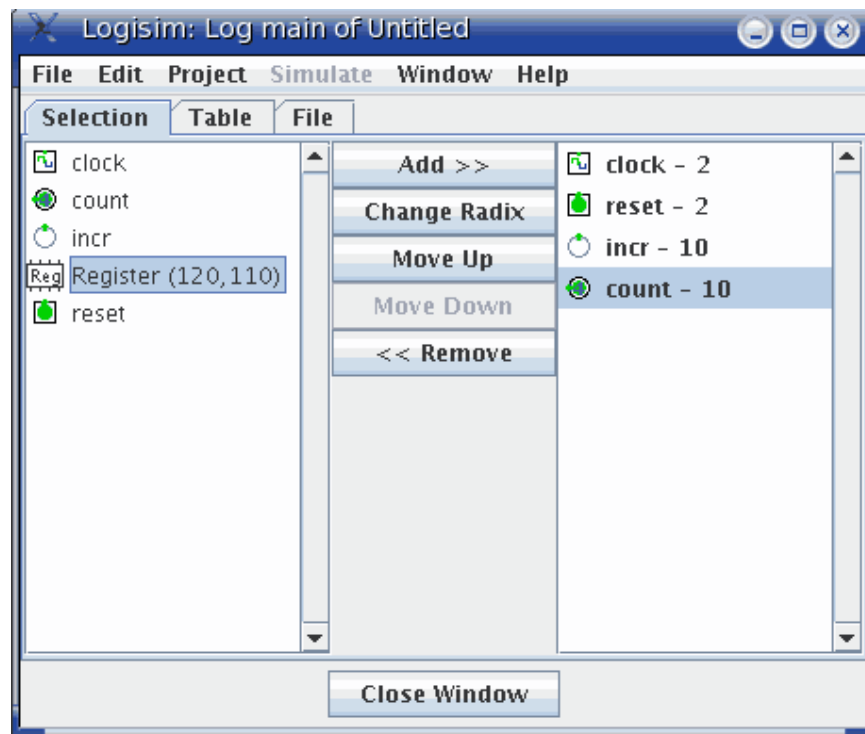 Logisim: Log main of Untitled
File Edit Project Simulate Window Help
Selection Table File
clock
count
incr
Reg Register (120,110)
reset
Add >>
Change Radix
Move Up
Move Down
<< Remove
clock - 2
reset - 2
incr - 10
count - 10
Close Window